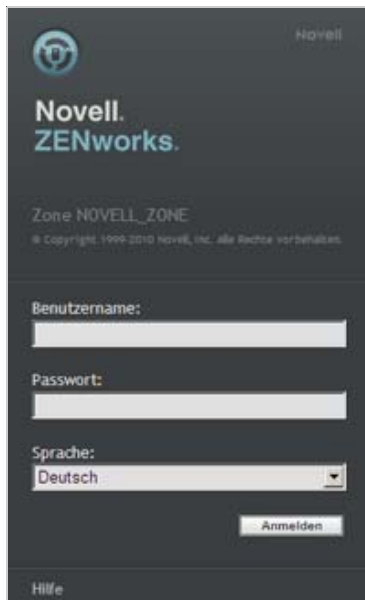 Novell
Novell.
ZENworks.
Zone NOVELL_ZONE
© Copyright 1999-2010 Novell, Inc. Alle Rechte vorbehalten.
Benutzername:
Passwort:
Sprache:
Deutsch
Anmelden
Hilfe